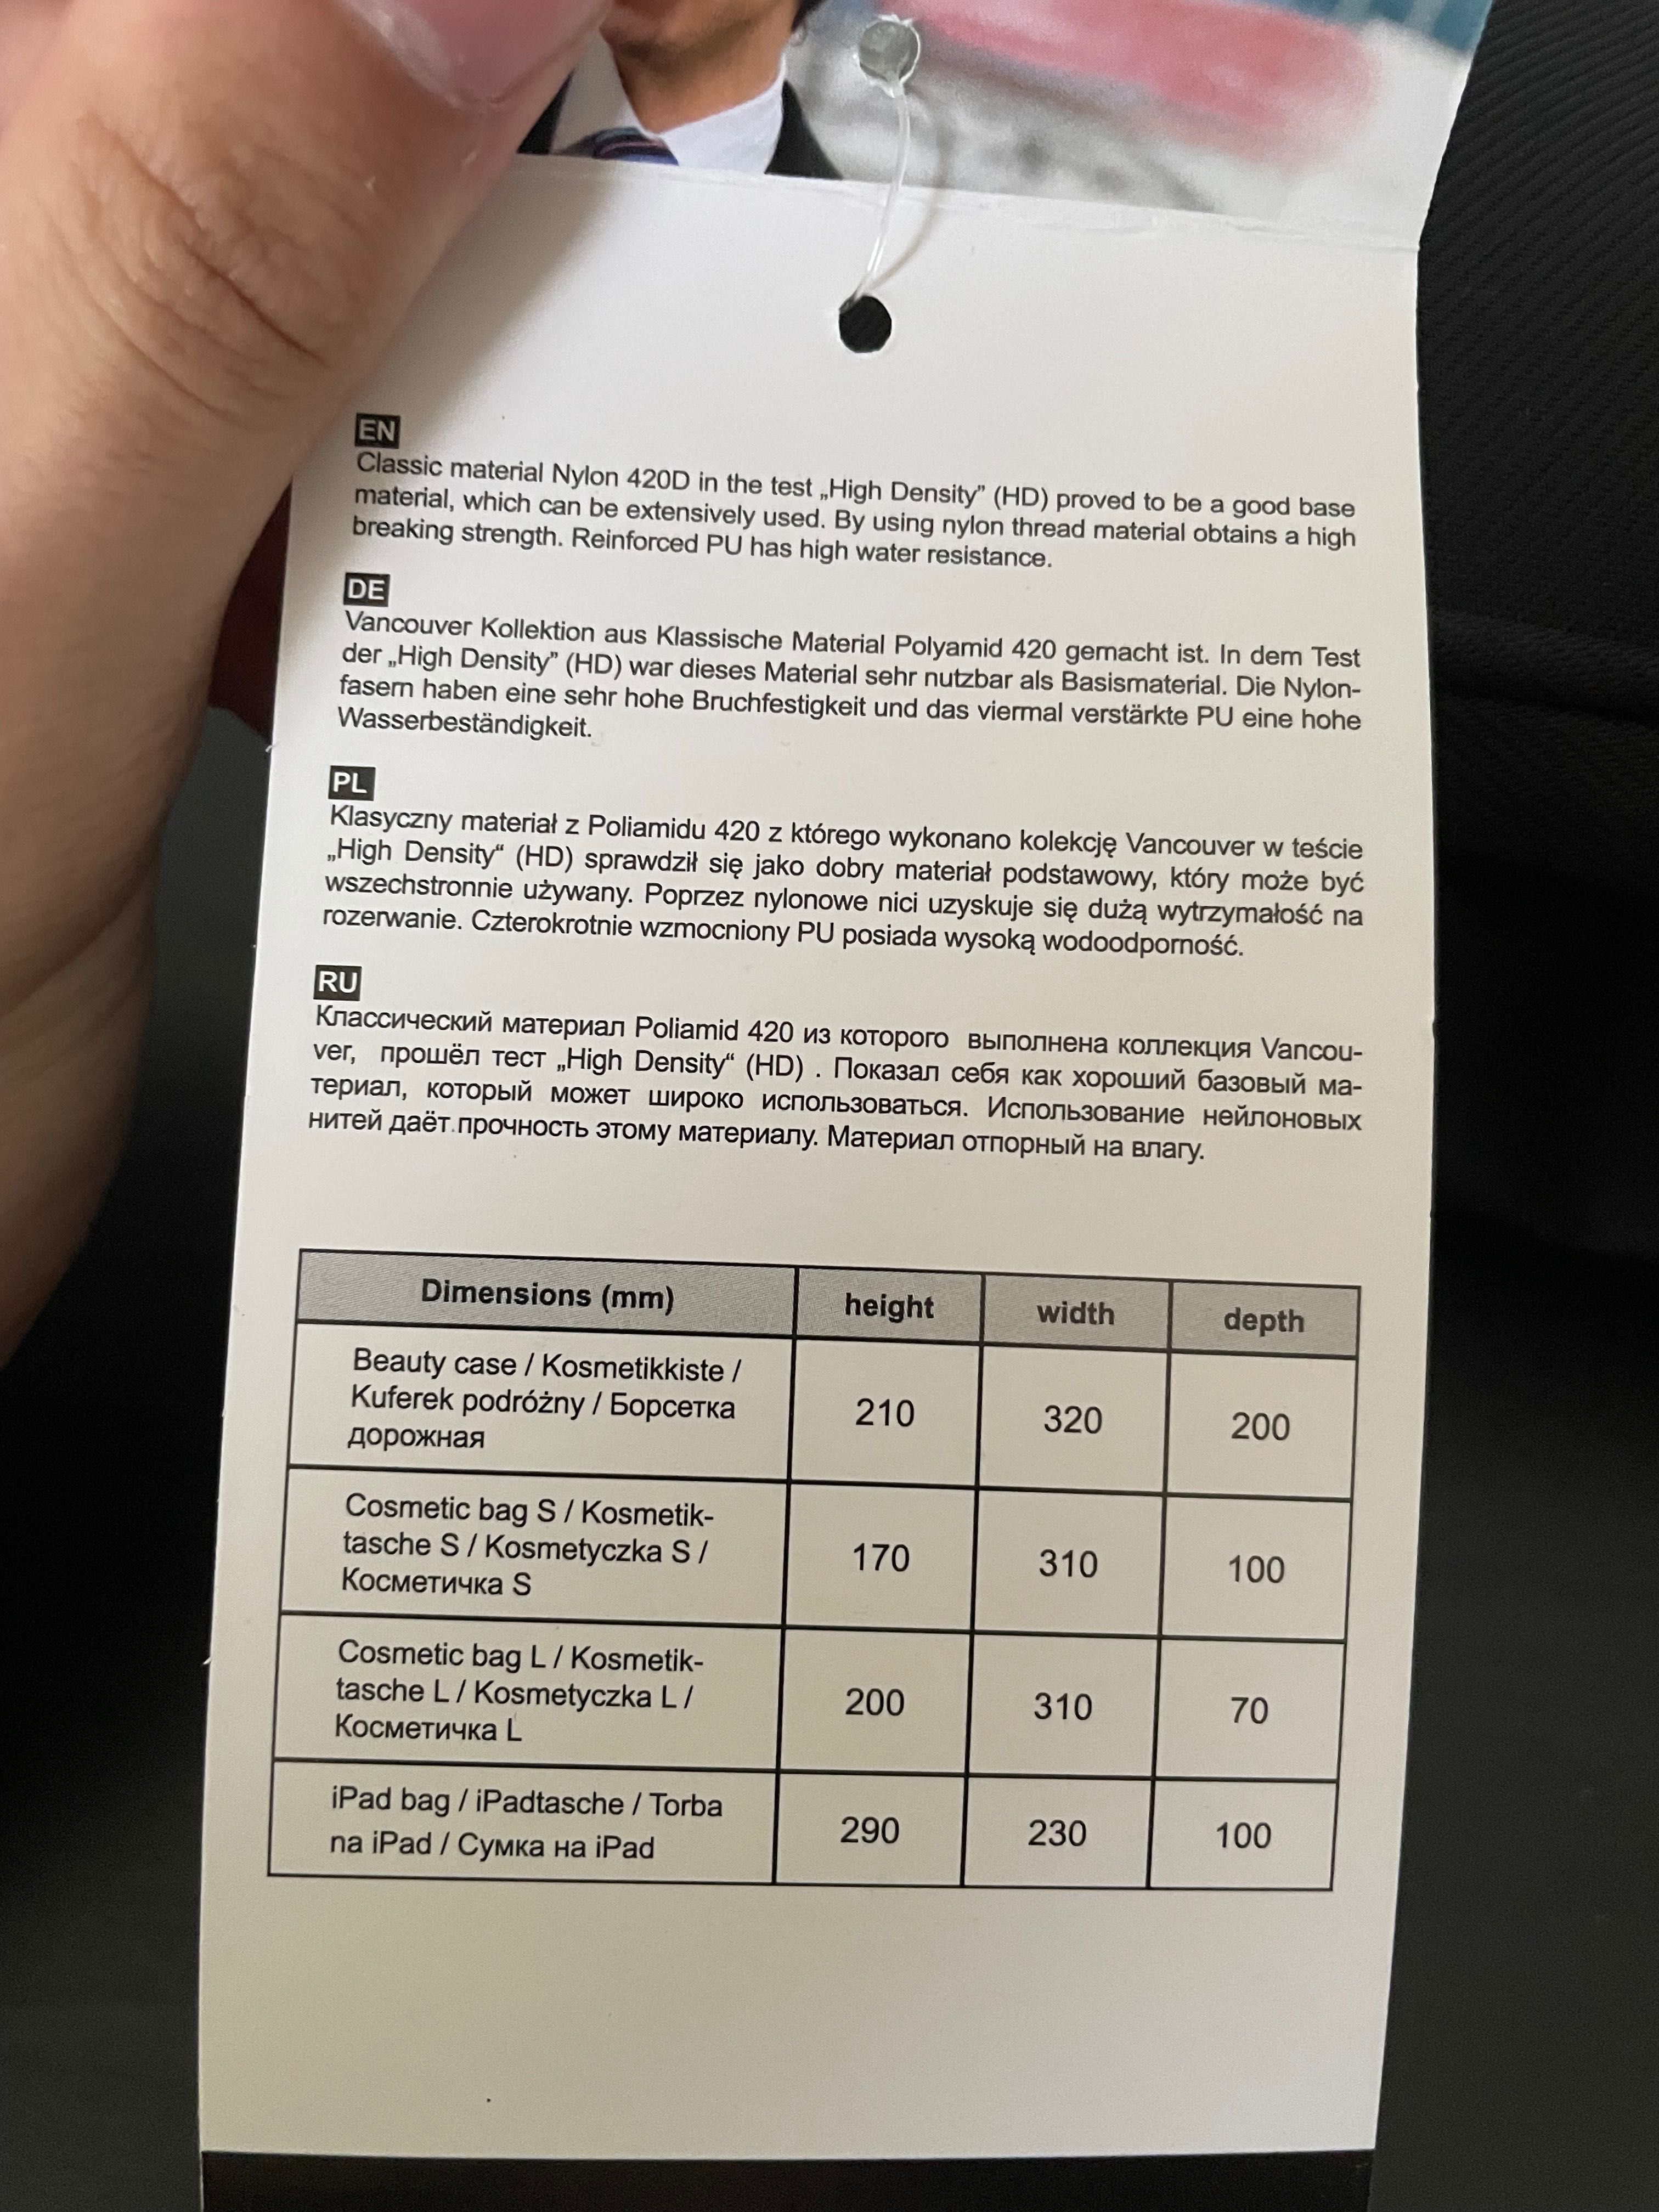 EN
Classic material Nylon 420D in the test „High Density” (HD) proved to be a good base
material, which can be extensively used. By using nylon thread material obtains a high
breaking strength. Reinforced PU has high water resistance.
DE
Vancouver Kollektion aus Klassische Material Polyamid 420 gemacht ist. In dem Test
der „High Density” (HD) war dieses Material sehr nutzbar als Basismaterial. Die Nylon-
fasern haben eine sehr hohe Bruchfestigkeit und das viermal verstärkte PU eine hohe
Wasserbeständigkeit.
PL
Klasyczny materiał z Poliamidu 420 z którego wykonano kolekcję Vancouver w teście
„High Density“ (HD) sprawdził się jako dobry materiał podstawowy, który może być
wszechstronnie używany. Poprzez nylonowe nici uzyskuje się dużą wytrzymałość na
rozerwanie. Czterokrotnie wzmocniony PU posiada wysoką wodoodporność.
RU
Классический материал Poliamid 420 из которого выполнена коллекция Vancou-
ver, прошёл тест „High Density“ (HD) . Показал себя как хороший базовый ма-
териал, который может широко использоваться. Использование нейлоновых
нитей даёт прочность этому материалу. Материал отпорный на влагу.
Dimensions (mm) height width depth
Beauty case / Kosmetikkiste /
Kuferek podróżny / Борсетка
дорожная
210 320 200
Cosmetic bag S / Kosmetik-
tasche S / Kosmetyczka S /
Косметичка S
170 310 100
Cosmetic bag L / Kosmetik-
tasche L / Kosmetyczka L /
Косметичка L
200 310 70
iPad bag / iPadtasche / Torba
na iPad / Сумка на iPad
290 230 100